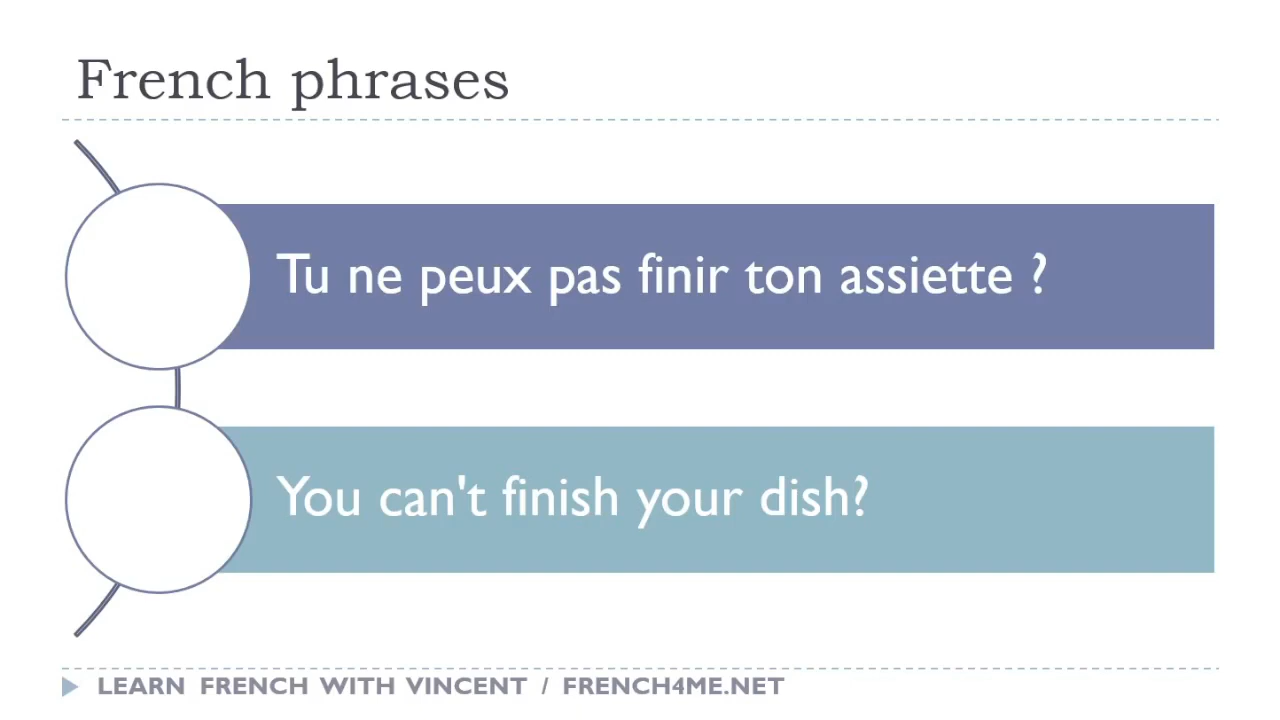 French phrases
Tu ne peux pas finir ton assiette ?
You can't finish your dish?
LEARN FRENCH WITH VINCENT / FRENCH4ME.NET